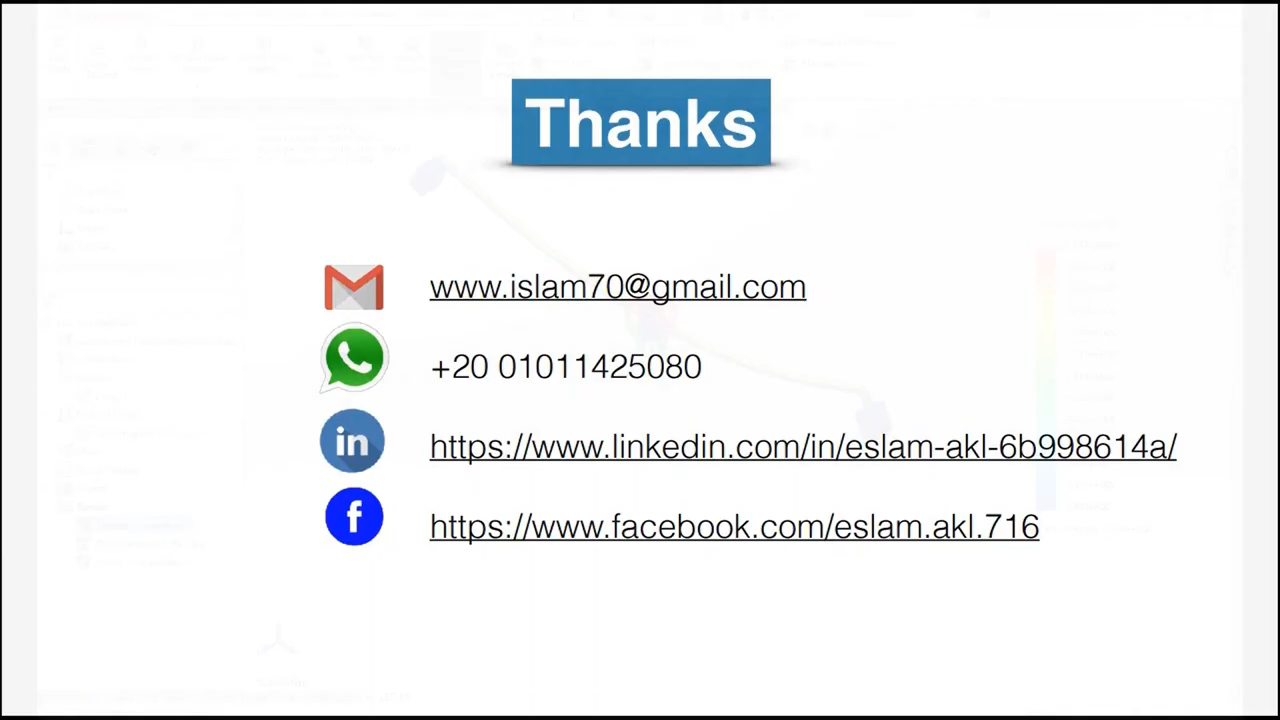 Thanks
www.islam70@gmail.com
+20 01011425080
https://www.linkedin.com/in/eslam-akl-6b998614a/
https://www.facebook.com/eslam.akl.716